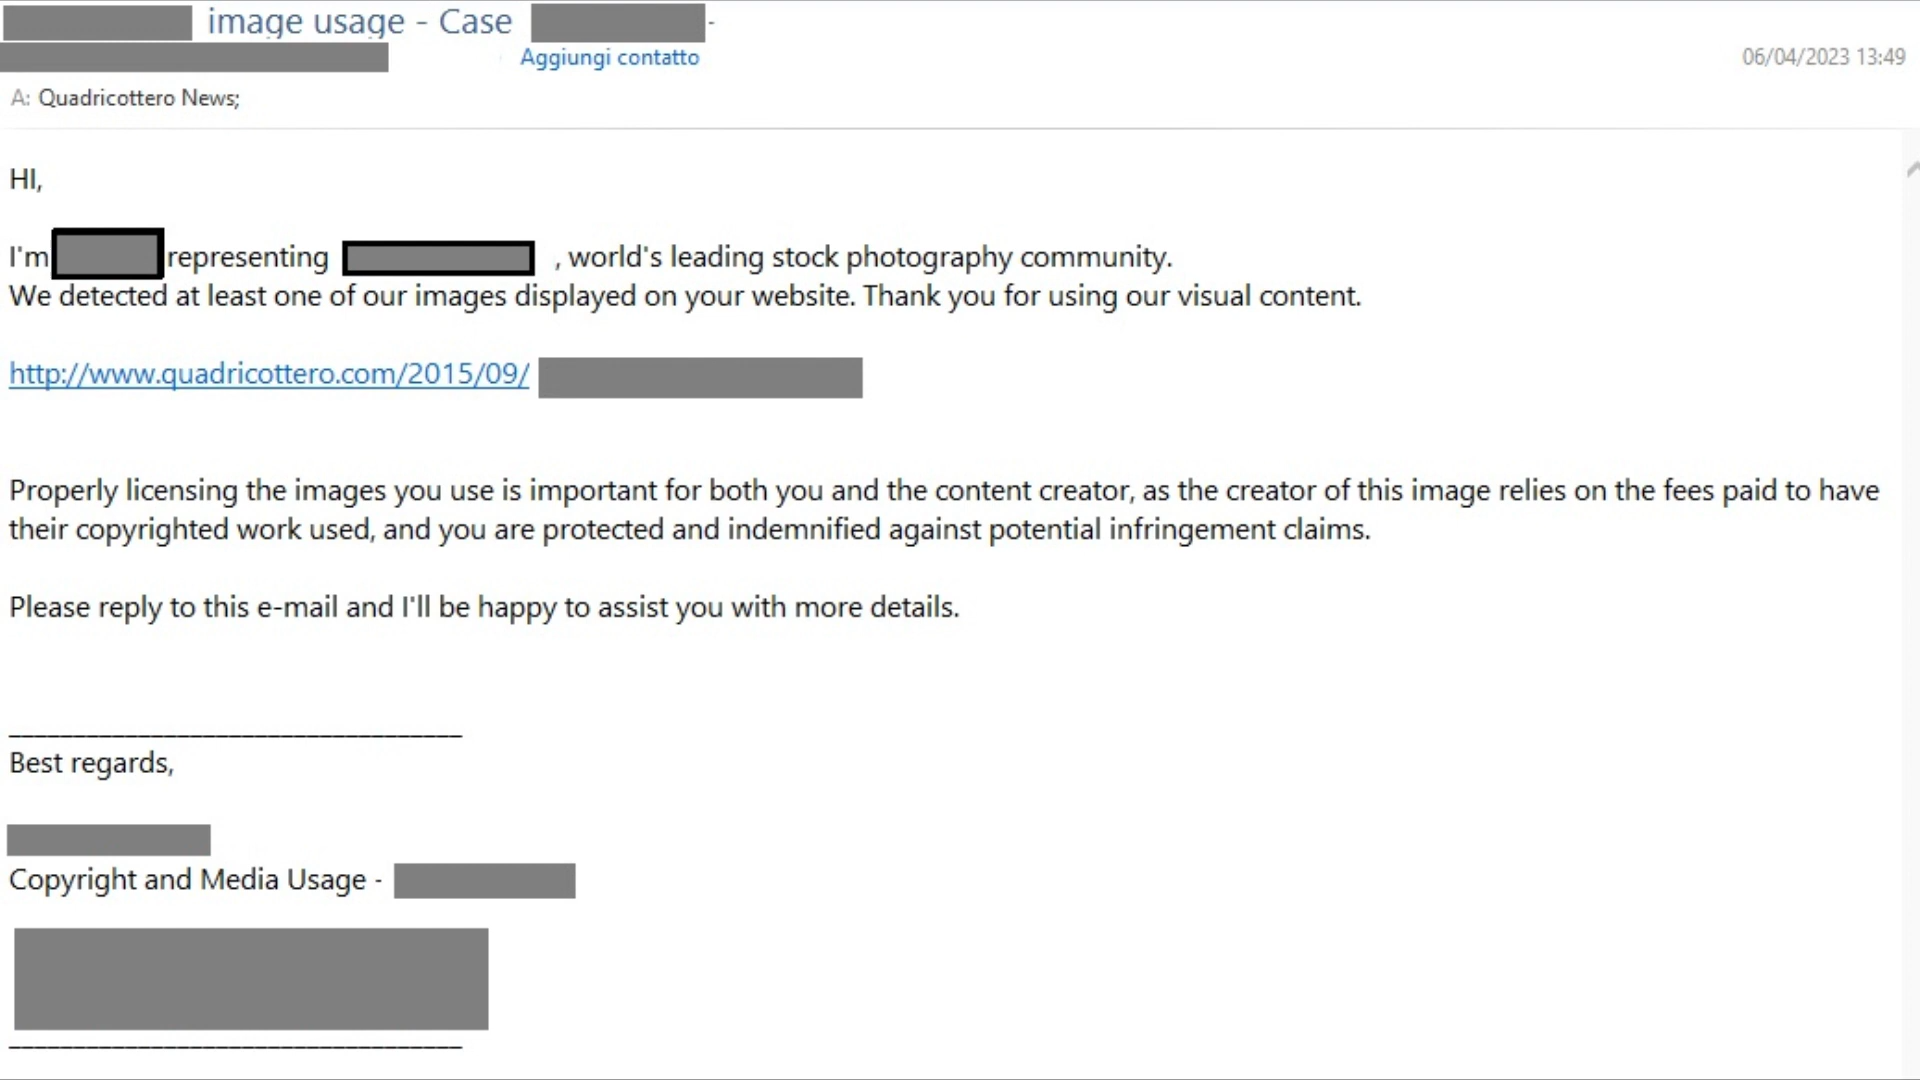 image usage - Case -
Aggiungi contatto
06/04/2023 13:49
A: Quadricottero News;
HI,
I'm representing , world's leading stock photography community.
We detected at least one of our images displayed on your website. Thank you for using our visual content.
http://www.quadricottero.com/2015/09/
Properly licensing the images you use is important for both you and the content creator, as the creator of this image relies on the fees paid to have
their copyrighted work used, and you are protected and indemnified against potential infringement claims.
Please reply to this e-mail and I'll be happy to assist you with more details.
Best regards,
Copyright and Media Usage -